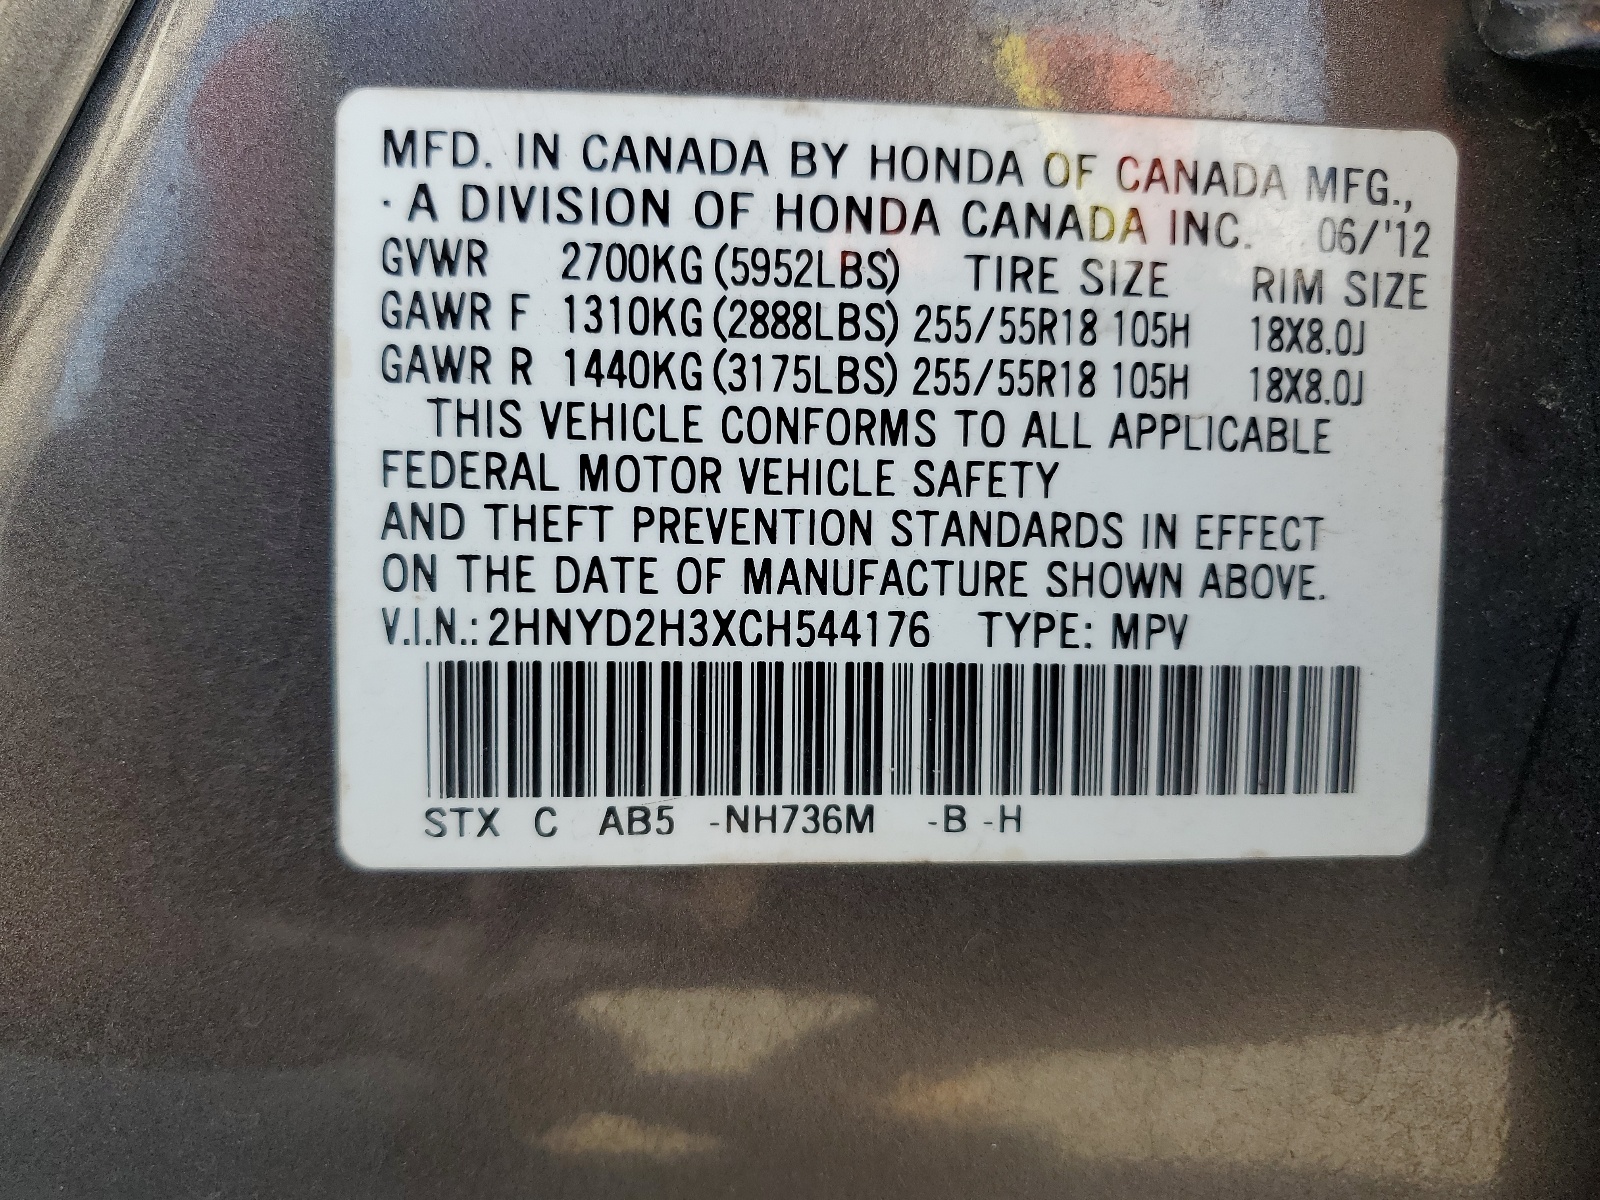 MFD. IN CANADA BY HONDA OF CANADA MFG.,
· A DIVISION OF HONDA CANADA INC. 06/'12
GVWR 2700KG (5952LBS) TIRE SIZE RIM SIZE
GAWR F 1310KG (2888LBS) 255/55R18 105H 18X8.0J
GAWR R 1440KG (3175LBS) 255/55R18 105H 18X8.0J
THIS VEHICLE CONFORMS TO ALL APPLICABLE
FEDERAL MOTOR VEHICLE SAFETY
AND THEFT PREVENTION STANDARDS IN EFFECT
ON THE DATE OF MANUFACTURE SHOWN ABOVE.
V.I.N.: 2HNYD2H3XCH544176 TYPE: MPV
STX C AB5 -NH736M -B -H